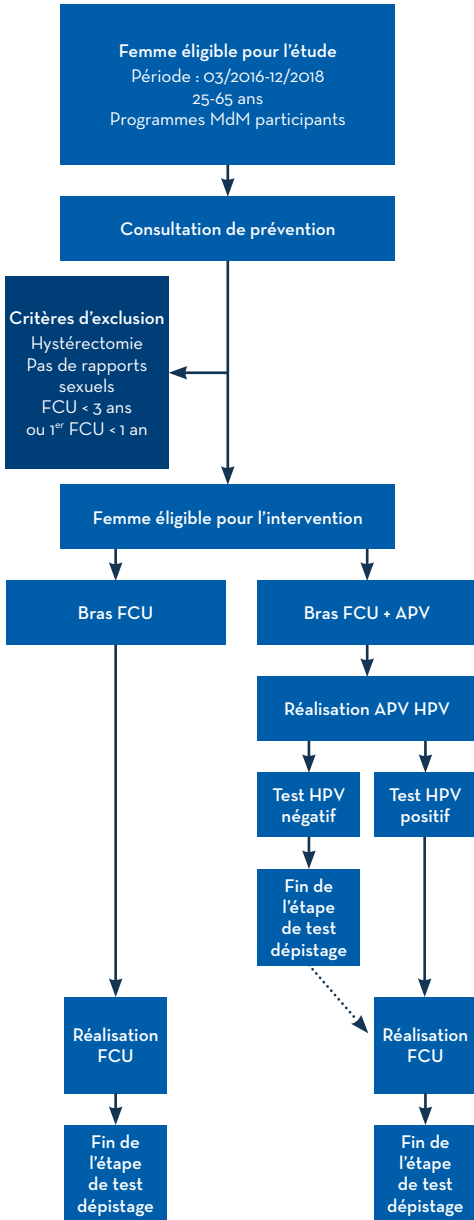 Femme éligible pour l'étude
Période : 03/2016-12/2018
25-65 ans
Programmes MdM participants
Consultation de prévention
Critères d'exclusion
Hystérectomie
Pas de rapports
sexuels
FCU < 3 ans
ou 1er FCU < 1 an
Femme éligible pour l'intervention
Bras FCU
Bras FCU + APV
Réalisation APV HPV
Test HPV
négatif
Test HPV
positif
Fin de
l'étape
de test
dépistage
Réalisation
FCU
Réalisation
FCU
Fin de
l'étape
de test
dépistage
Fin de
l'étape
de test
dépistage